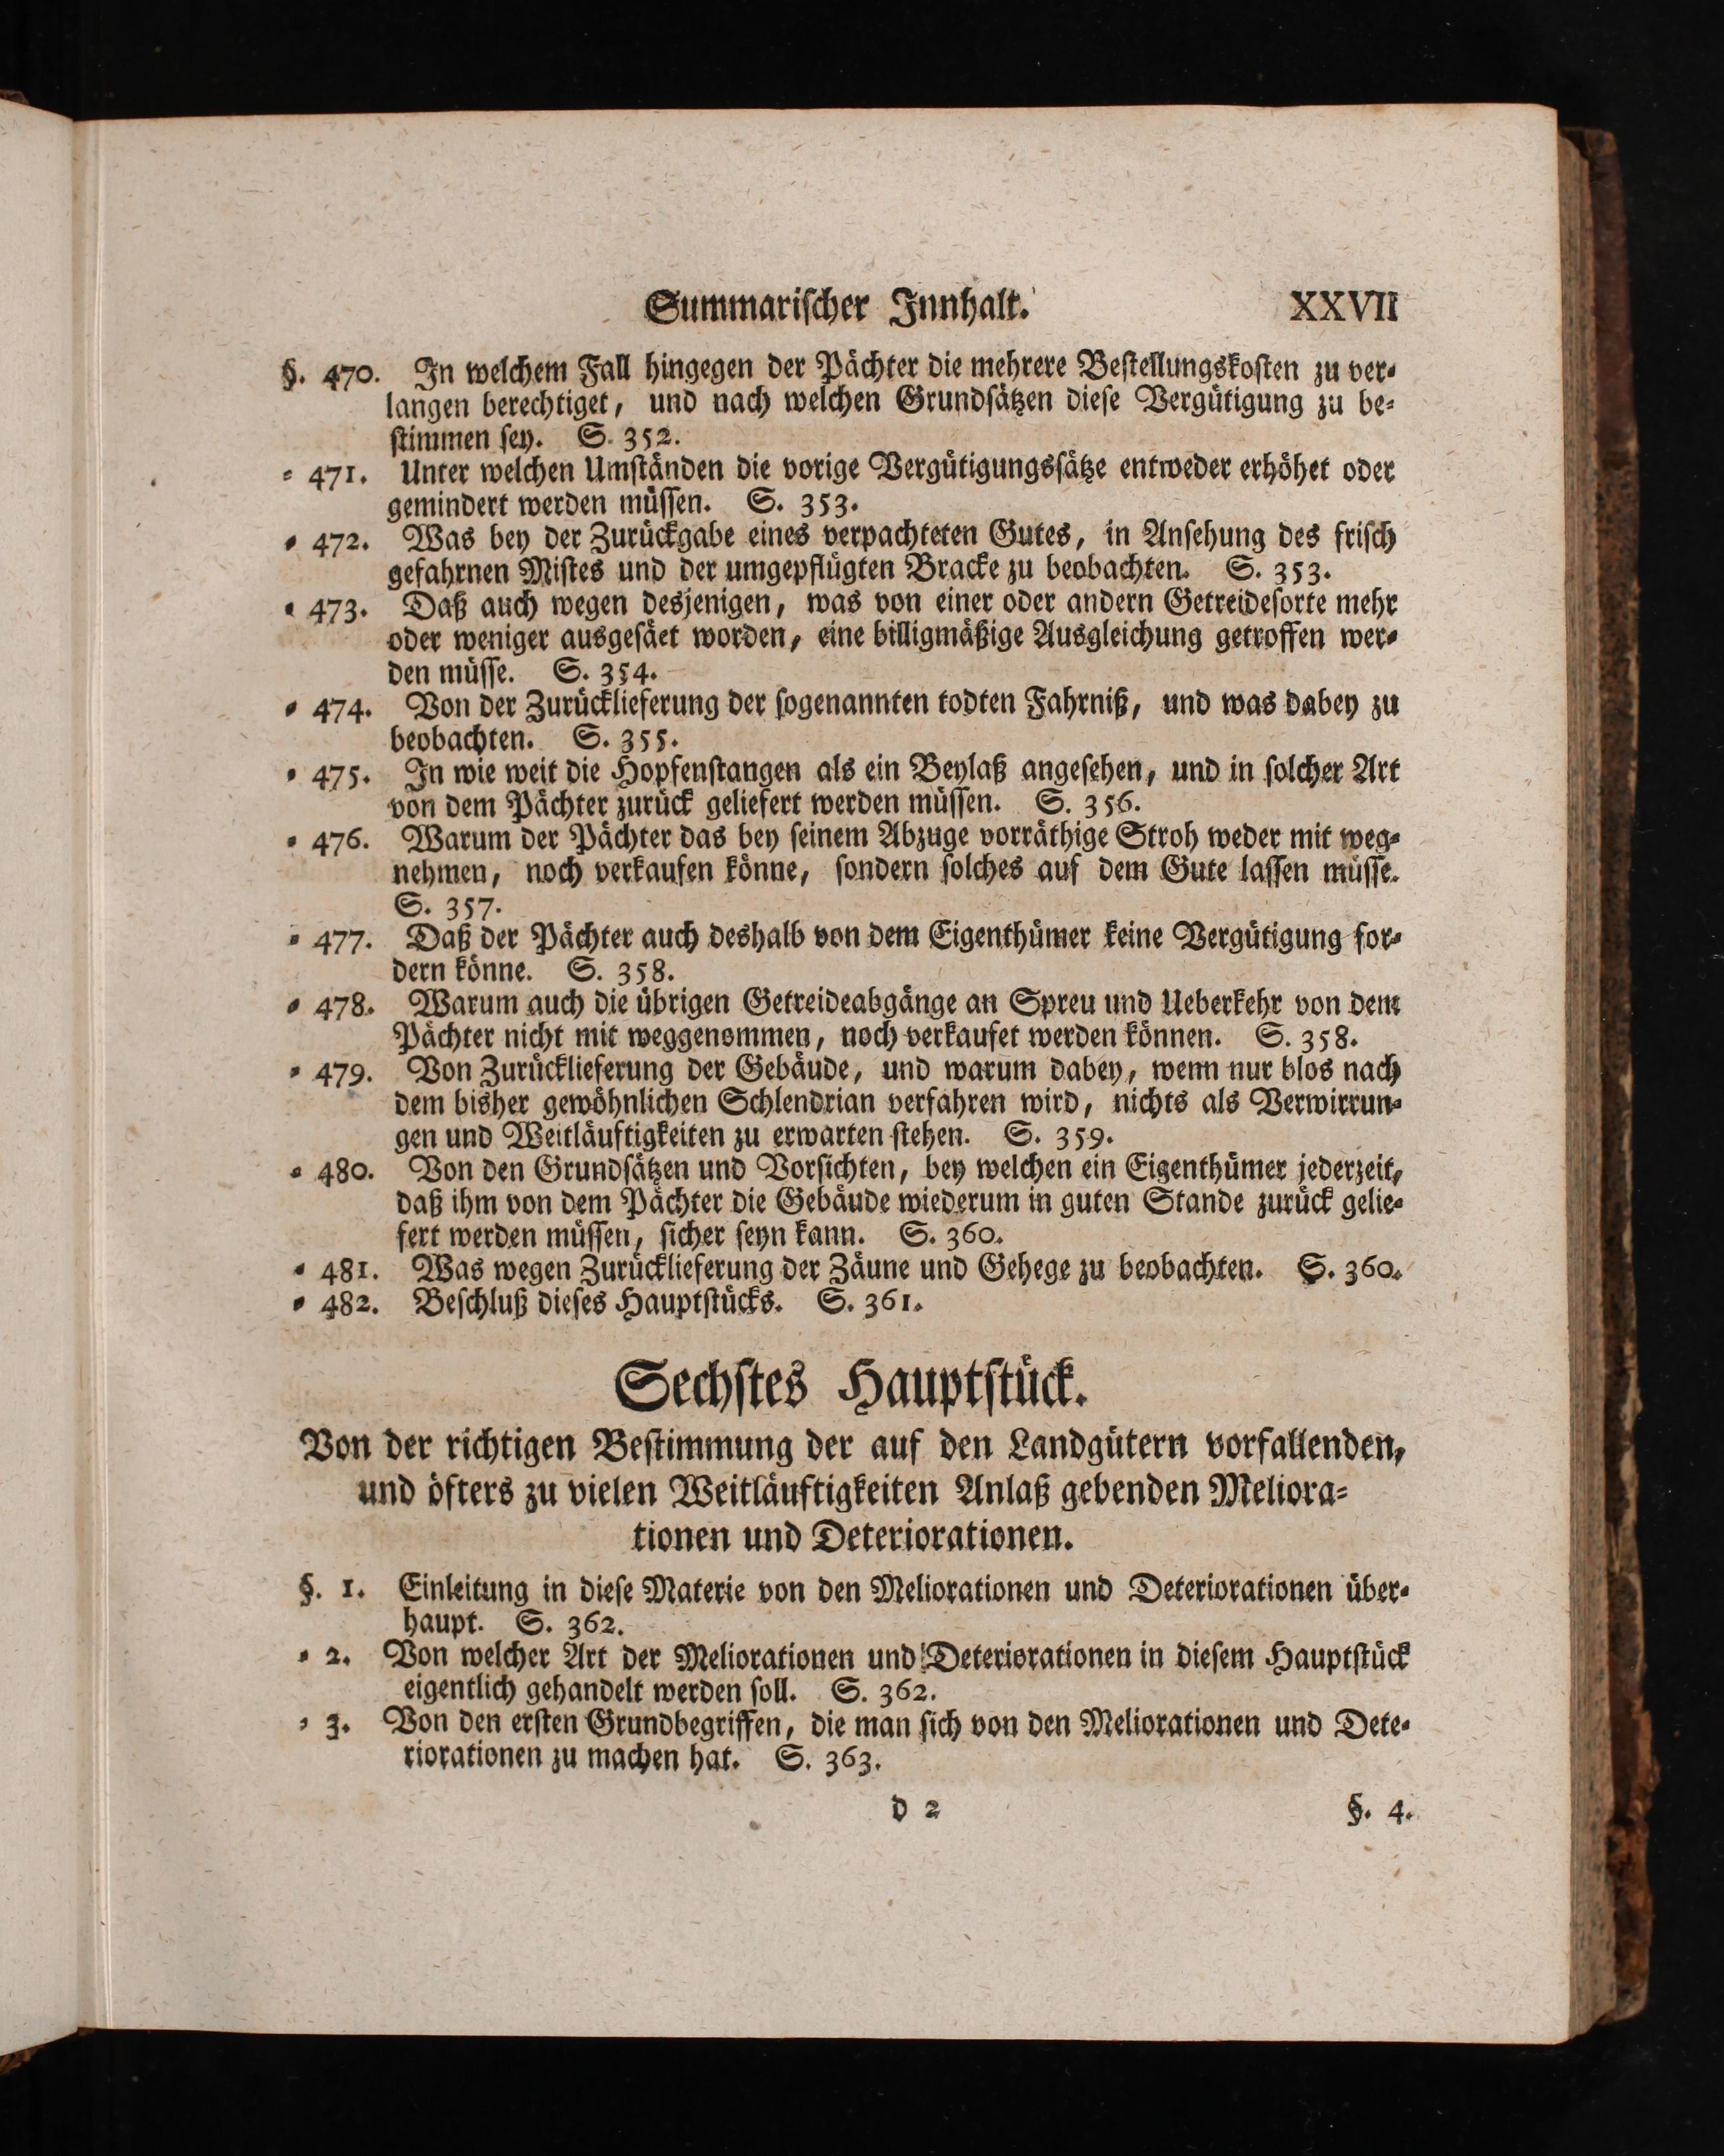 Summarischer Innhalt. XXVII
§. 470. In welchem Fall hingegen der Pächter die mehrere Bestellungskosten zu ver-
langen berechtiget, und nach welchen Grundsätzen diese Vergütigung zu be-
stimmen sey. S. 352.
- 471. Unter welchen Umständen die vorige Vergütigungssätze entweder erhöhet oder
gemindert werden müssen. S. 353.
- 472. Was bey der Zurückgabe eines verpachteten Gutes, in Ansehung des frisch
gefahrnen Mistes und der umgepflügten Bracke zu beobachten. S. 353.
- 473. Daß auch wegen desjenigen, was von einer oder andern Getreidesorte mehr
oder weniger ausgesäet worden, eine billigmäßige Ausgleichung getroffen wer-
den müsse. S. 354.
- 474. Von der Zurücklieferung der sogenannten todten Fahrniß, und was dabey zu
beobachten. S. 355.
- 475. In wie weit die Hopfenstangen als ein Beylaß angesehen, und in solcher Art
von dem Pächter zurück geliefert werden müssen. S. 356.
- 476. Warum der Pächter das bey seinem Abzuge vorräthige Stroh weder mit weg-
nehmen, noch verkaufen könne, sondern solches auf dem Gute lassen müsse.
S. 357.
- 477. Daß der Pächter auch deshalb von dem Eigenthümer keine Vergütigung for-
dern könne. S. 358.
- 478. Warum auch die übrigen Getreideabgänge an Spreu und Ueberkehr von dem
Pächter nicht mit weggenommen, noch verkaufet werden können. S. 358.
- 479. Von Zurücklieferung der Gebäude, und warum dabey, wenn nur blos nach
dem bisher gewöhnlichen Schlendrian verfahren wird, nichts als Verwirrun-
gen und Weitläuftigkeiten zu erwarten stehen. S. 359.
- 480. Von den Grundsätzen und Vorsichten, bey welchen ein Eigenthümer jederzeit,
daß ihm von dem Pächter die Gebäude wiederum in guten Stande zurück gelie-
fert werden müssen, sicher seyn kann. S. 360.
- 481. Was wegen Zurücklieferung der Zäune und Gehege zu beobachten. S. 360.
- 482. Beschluß dieses Hauptstücks. S. 361.
Sechstes Hauptstück.
Von der richtigen Bestimmung der auf den Landgütern vorfallenden,
und öfters zu vielen Weitläuftigkeiten Anlaß gebenden Meliora-
tionen und Deteriorationen.
§. 1. Einleitung in diese Materie von den Meliorationen und Deteriorationen über-
haupt. S. 362.
- 2. Von welcher Art der Meliorationen und Deteriorationen in diesem Hauptstück
eigentlich gehandelt werden soll. S. 362.
- 3. Von den ersten Grundbegriffen, die man sich von den Meliorationen und Dete-
riorationen zu machen hat. S. 363.
d 2 §. 4.